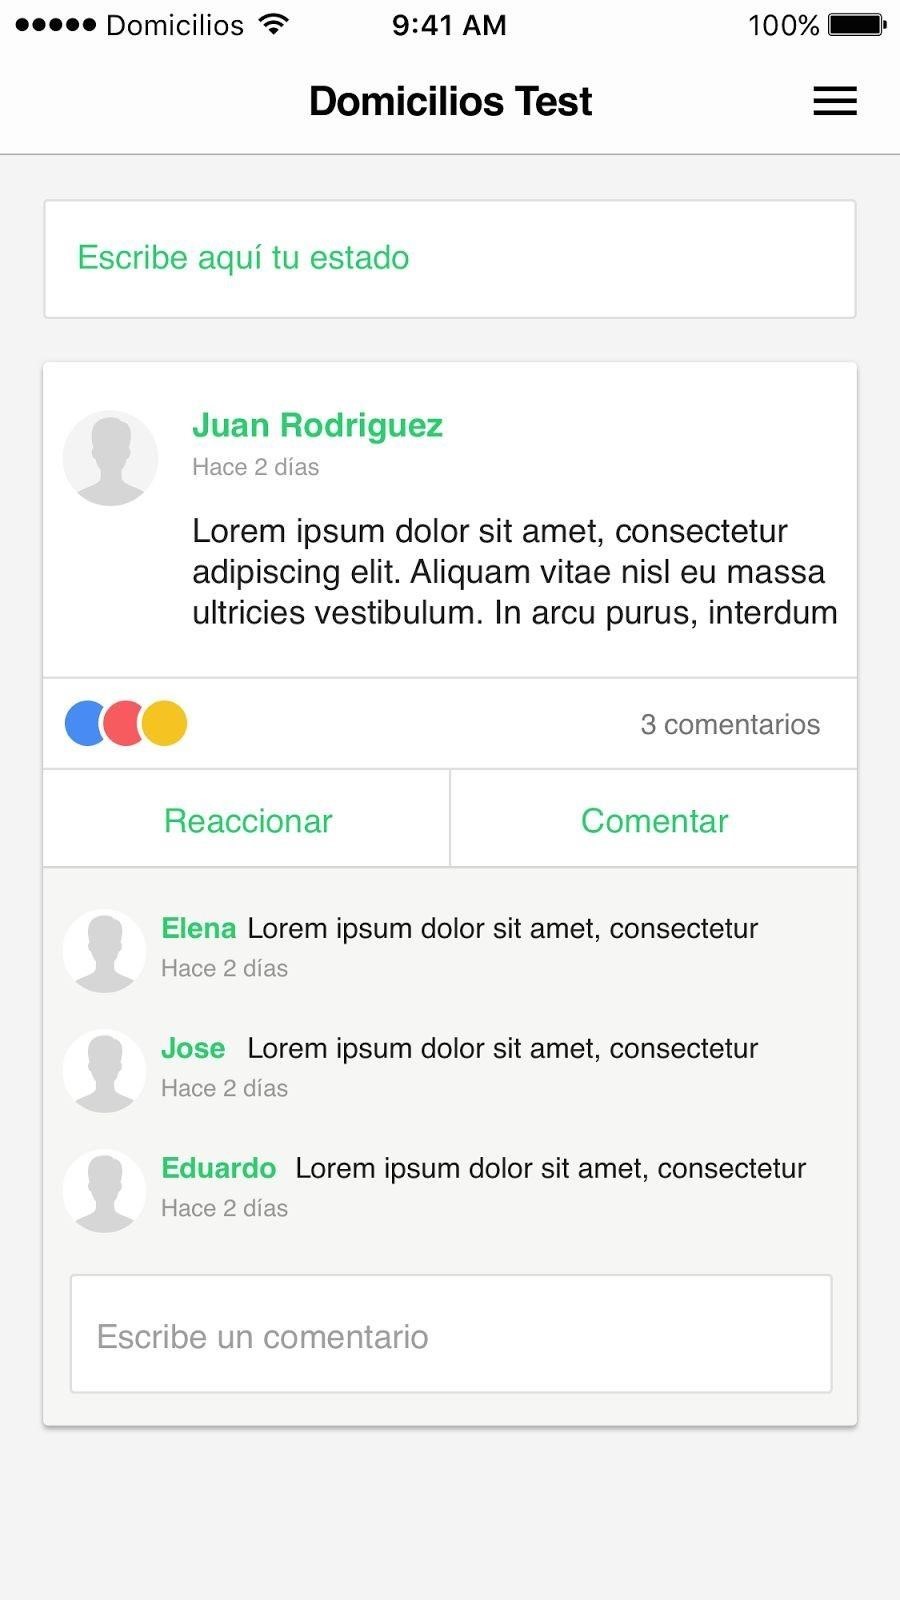 Domicilios 9:41 AM 100%
Domicilios Test
Escribe aquí tu estado
Juan Rodriguez
Hace 2 días
Lorem ipsum dolor sit amet, consectetur
adipiscing elit. Aliquam vitae nisl eu massa
ultricies vestibulum. In arcu purus, interdum
3 comentarios
Reaccionar Comentar
Elena Lorem ipsum dolor sit amet, consectetur
Hace 2 días
Jose Lorem ipsum dolor sit amet, consectetur
Hace 2 días
Eduardo Lorem ipsum dolor sit amet, consectetur
Hace 2 días
Escribe un comentario